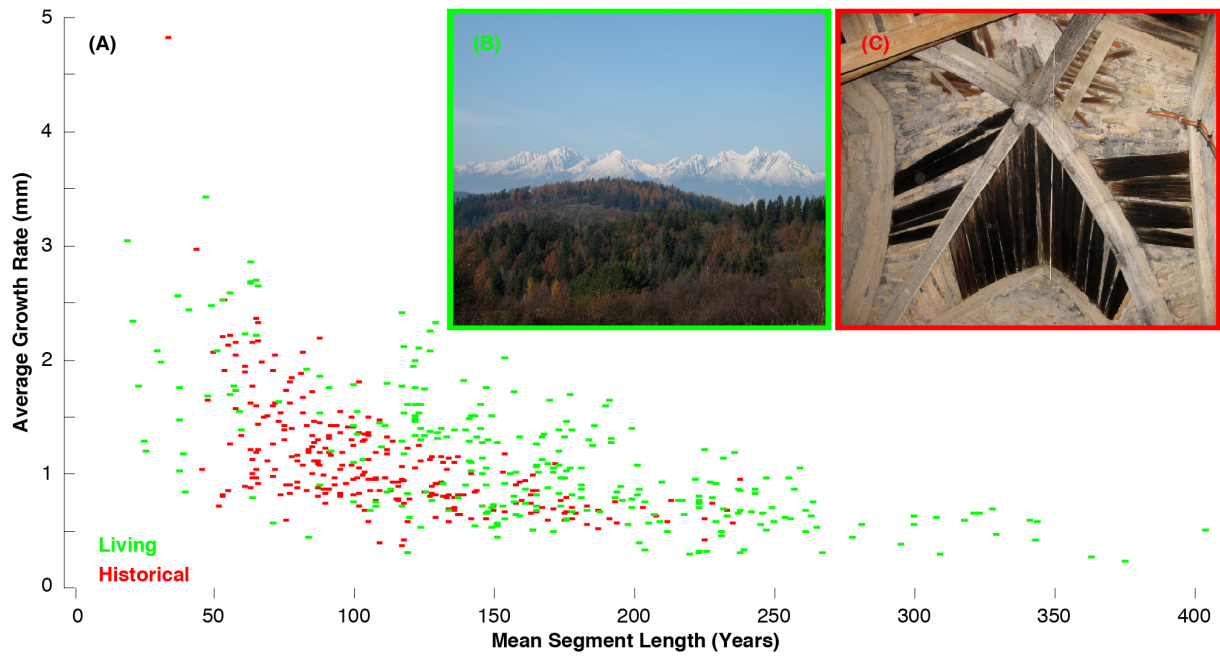 (A)
(B)
(C)
Average Growth Rate (mm)
5
4
3
2
1
0
Living
Historical
0 50 100 150 200 250 300 350 400
Mean Segment Length (Years)